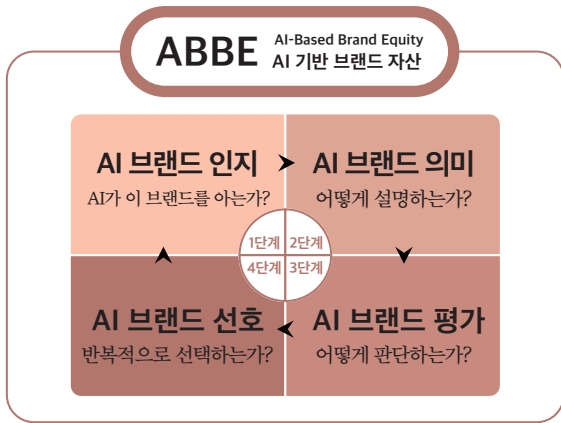 ABBE
AI-Based Brand Equity
AI 기반 브랜드 자산
AI 브랜드 인지
AI가 이 브랜드를 아는가?
AI 브랜드 의미
어떻게 설명하는가?
1단계
2단계
4단계
3단계
AI 브랜드 선호
반복적으로 선택하는가?
AI 브랜드 평가
어떻게 판단하는가?